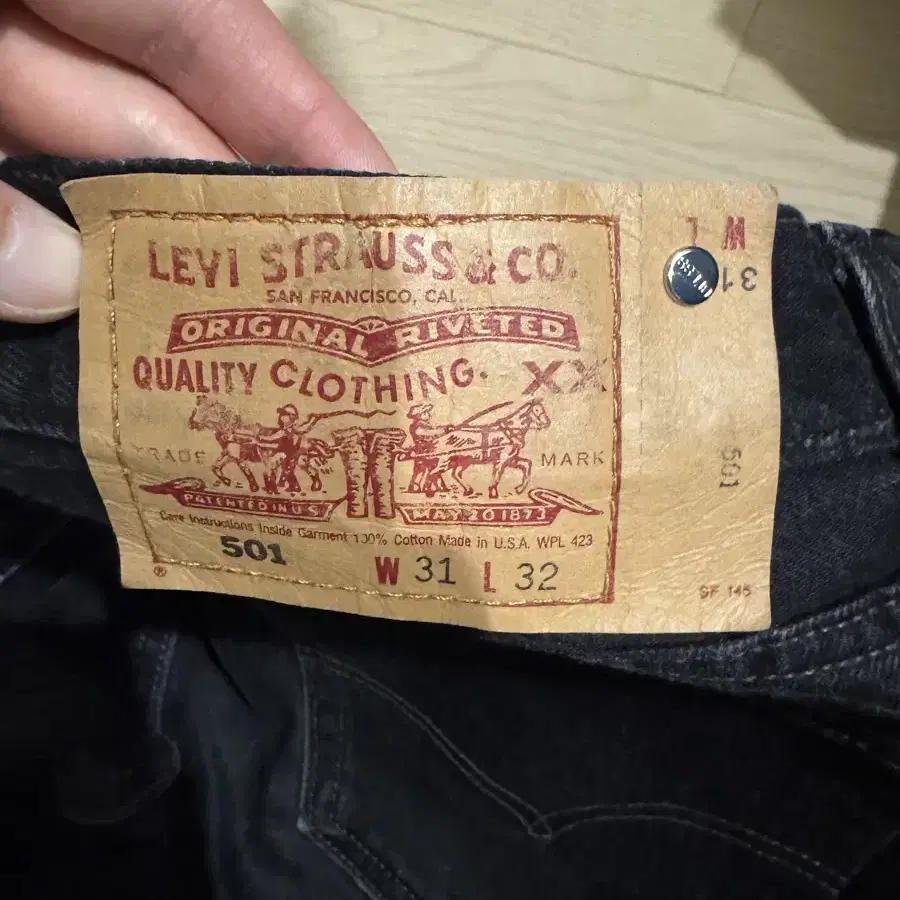 LEVI STRAUSS & CO.
SAN FRANCISCO, CAL.
ORIGINAL RIVETED
QUALITY CLOTHING. XX
TRADE MARK
PATENTED IN U.S. MAY 20 1873
Care Instructions Inside Garment 100% Cotton Made in U.S.A. WPL 423
501 W 31 L 32
®
SF 145
W L
31
501